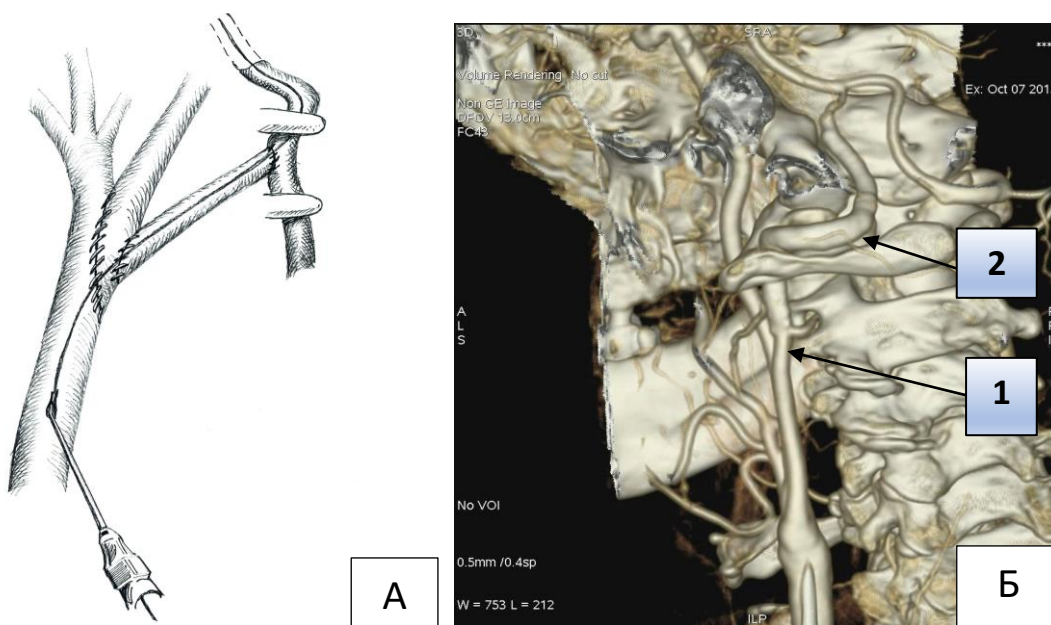 3D
SRA
***
Volume Rendering No cut
Ex: Oct 07 201
Non CE image
DFOV 13.0cm
FC43
2
A
L
S
1
No VOI
0.5mm /0.4sp
W = 753 L = 212
ILP
А
Б